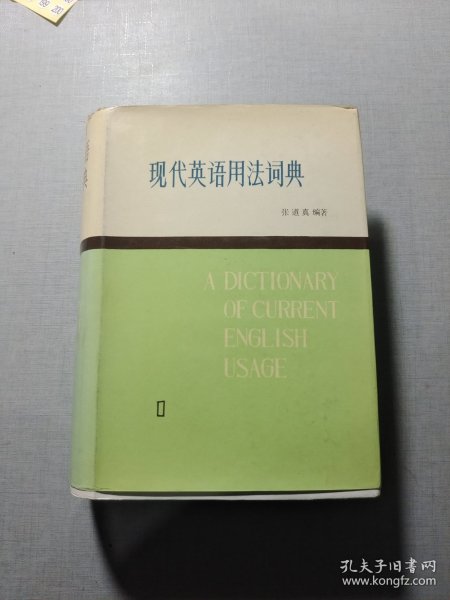 现代英语用法词典
张道真 编著
A DICTIONARY
OF CURRENT
ENGLISH
USAGE
孔夫子旧书网
www.kongfz.com